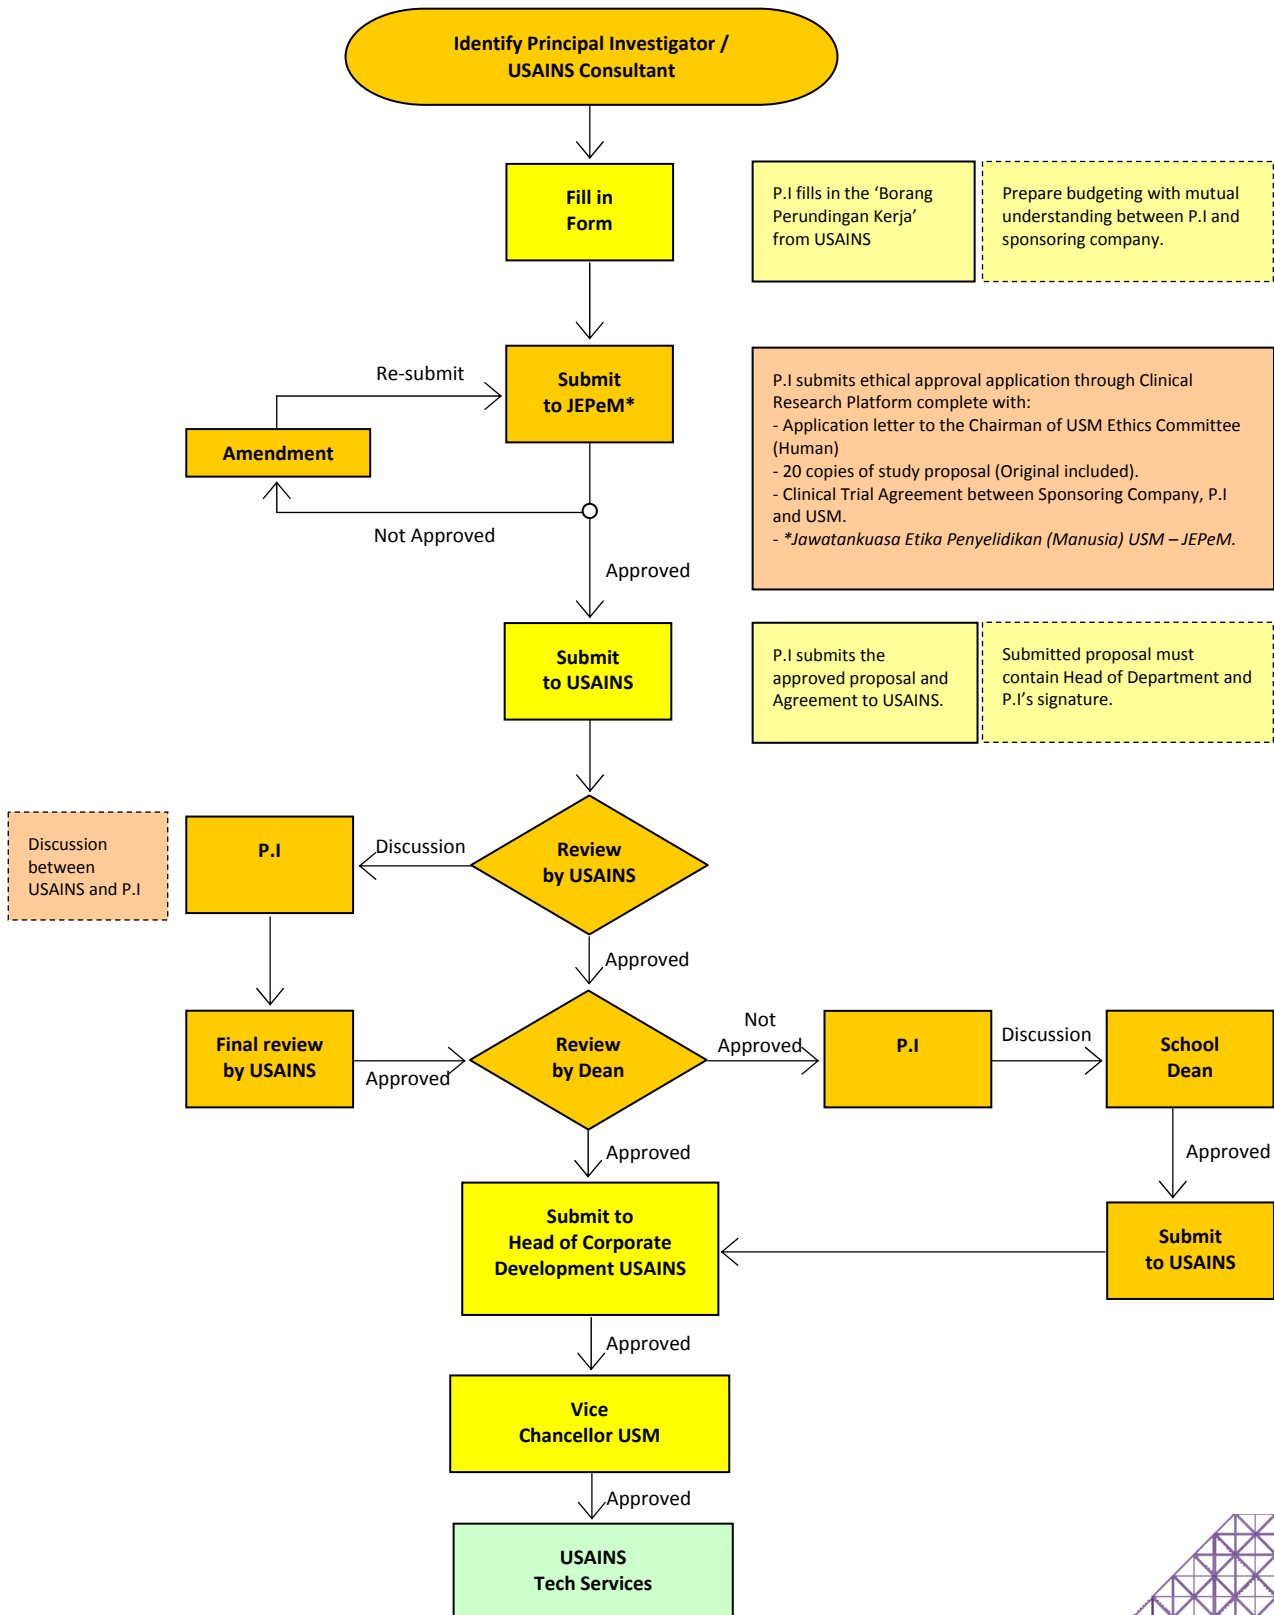 Identify Principal Investigator /
USAINS Consultant
Fill in
Form
P.I fills in the ‘Borang
Perundingan Kerja’
from USAINS
Prepare budgeting with mutual
understanding between P.I and
sponsoring company.
Re-submit
Submit
to JEPeM*
Amendment
Not Approved
Approved
P.I submits ethical approval application through Clinical
Research Platform complete with:
- Application letter to the Chairman of USM Ethics Committee
(Human)
- 20 copies of study proposal (Original included).
- Clinical Trial Agreement between Sponsoring Company, P.I
and USM.
- *Jawatankuasa Etika Penyelidikan (Manusia) USM – JEPeM.
Submit
to USAINS
P.I submits the
approved proposal and
Agreement to USAINS.
Submitted proposal must
contain Head of Department and
P.I’s signature.
Discussion
between
USAINS and P.I
P.I
Discussion
Review
by USAINS
Approved
Final review
by USAINS
Approved
Review
by Dean
Not
Approved
P.I
Discussion
School
Dean
Approved
Approved
Submit to
Head of Corporate
Development USAINS
Submit
to USAINS
Approved
Vice
Chancellor USM
Approved
USAINS
Tech Services